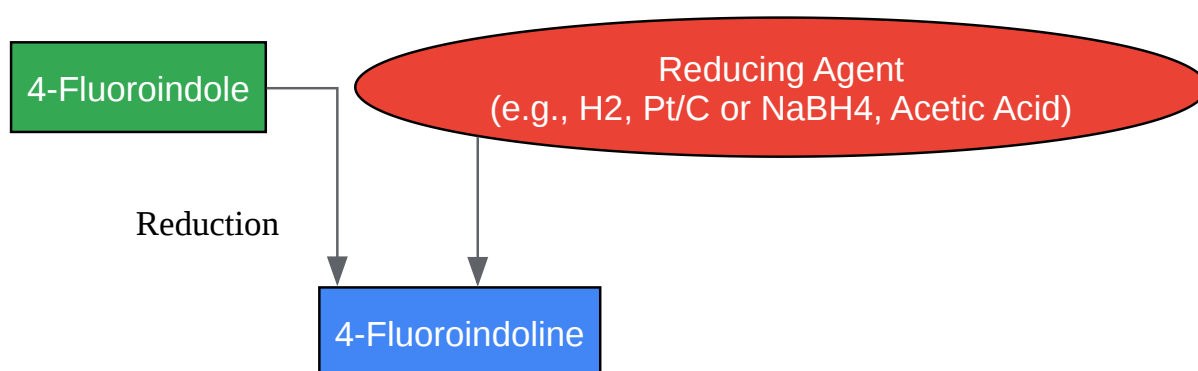 4-Fluoroindole
Reducing Agent
(e.g., H2, Pt/C or NaBH4, Acetic Acid)
Reduction
4-Fluoroindoline